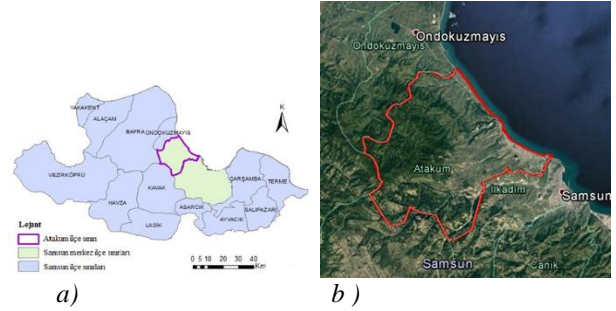 YAKAKENT
ALAÇAM
BAFRA
ONDOKUZMAYIS
VEZİRKÖPRÜ
HAVZA
KAVAK
LADİK
ASARCIK
ÇARŞAMBA
TERME
AYVACIK
SALIPAZARI
K
Lejant
Atakum ilçe sınırı
Samsun merkez ilçe sınırları
Samsun ilçe sınırları
0 5 10 20 30 40
Km
a)
Ondokuzmayıs
Ondokuzmayıs
Atakum
İlkadım
Samsun
Samsun
Canik
b )